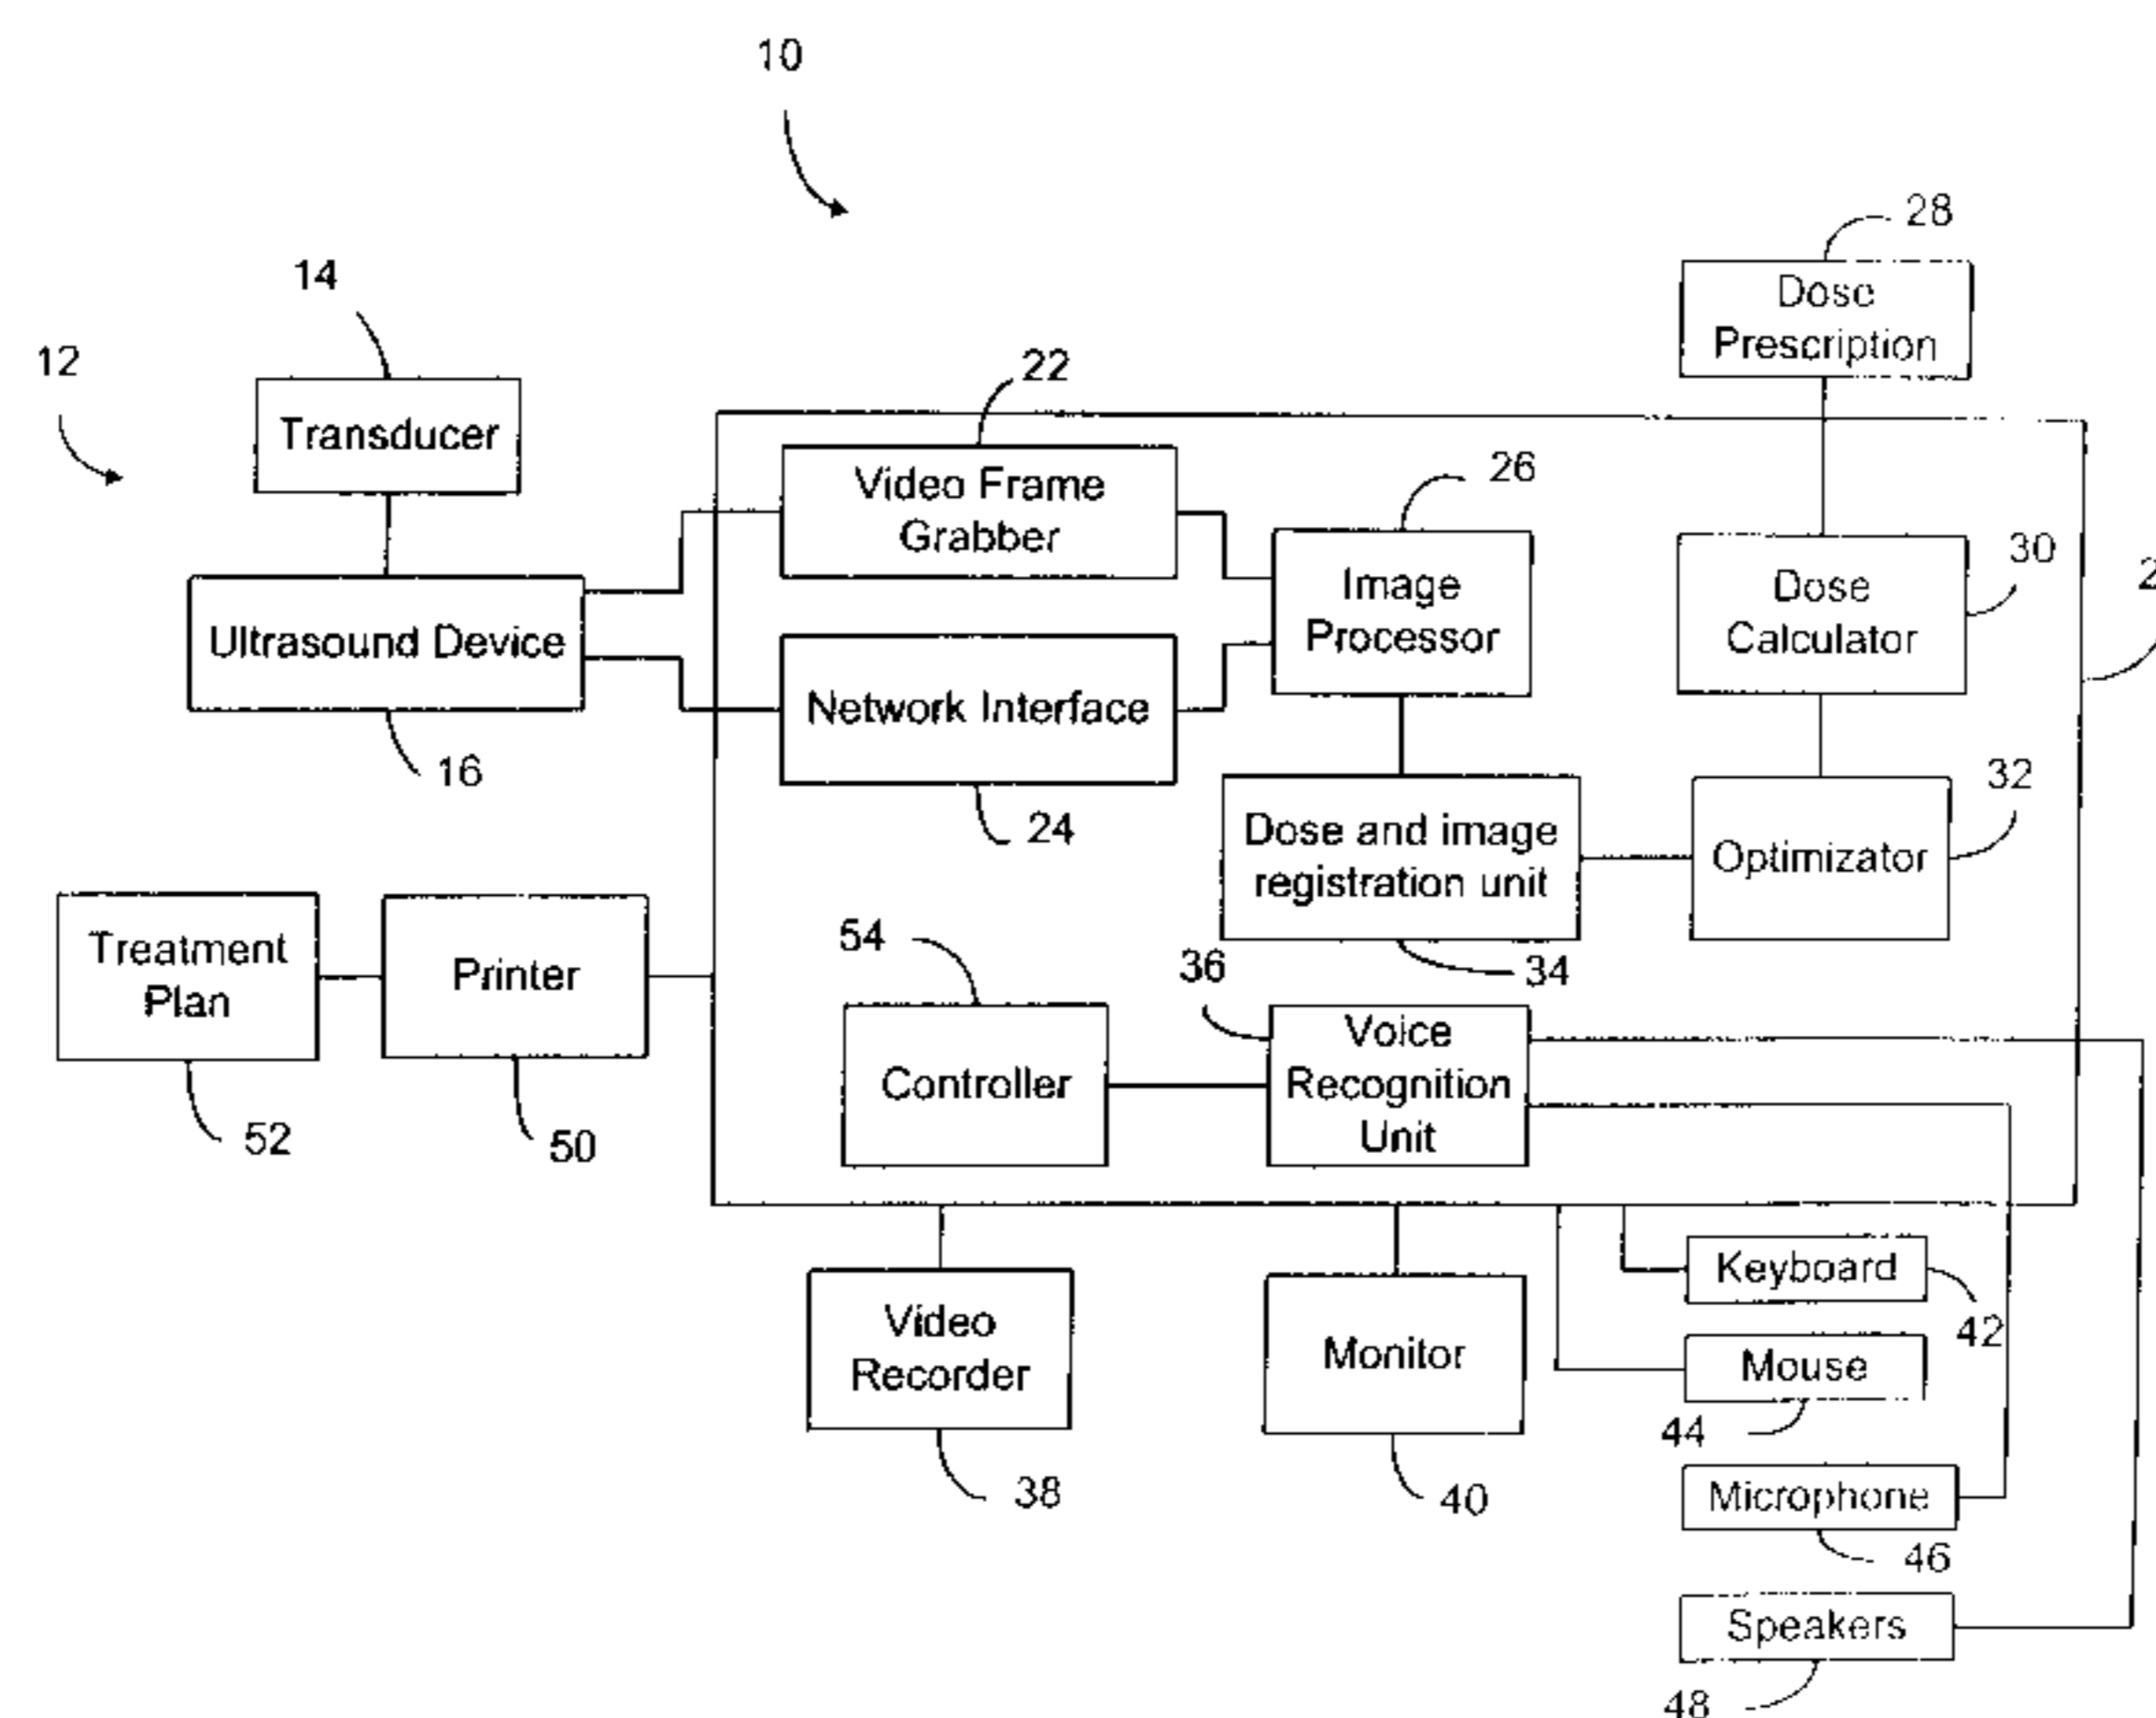 10
28
Dose
Prescription
14
12
Transducer
22
Video Frame
Grabber
26
Image
Processor
30
Dose
Calculator
2
Ultrasound Device
16
Network Interface
24
32
Dose and image
registration unit
Optimizator
34
Treatment
Plan
52
Printer
50
54
Controller
36
Voice
Recognition
Unit
Video
Recorder
38
Monitor
40
Keyboard
42
Mouse
44
Microphone
46
Speakers
48